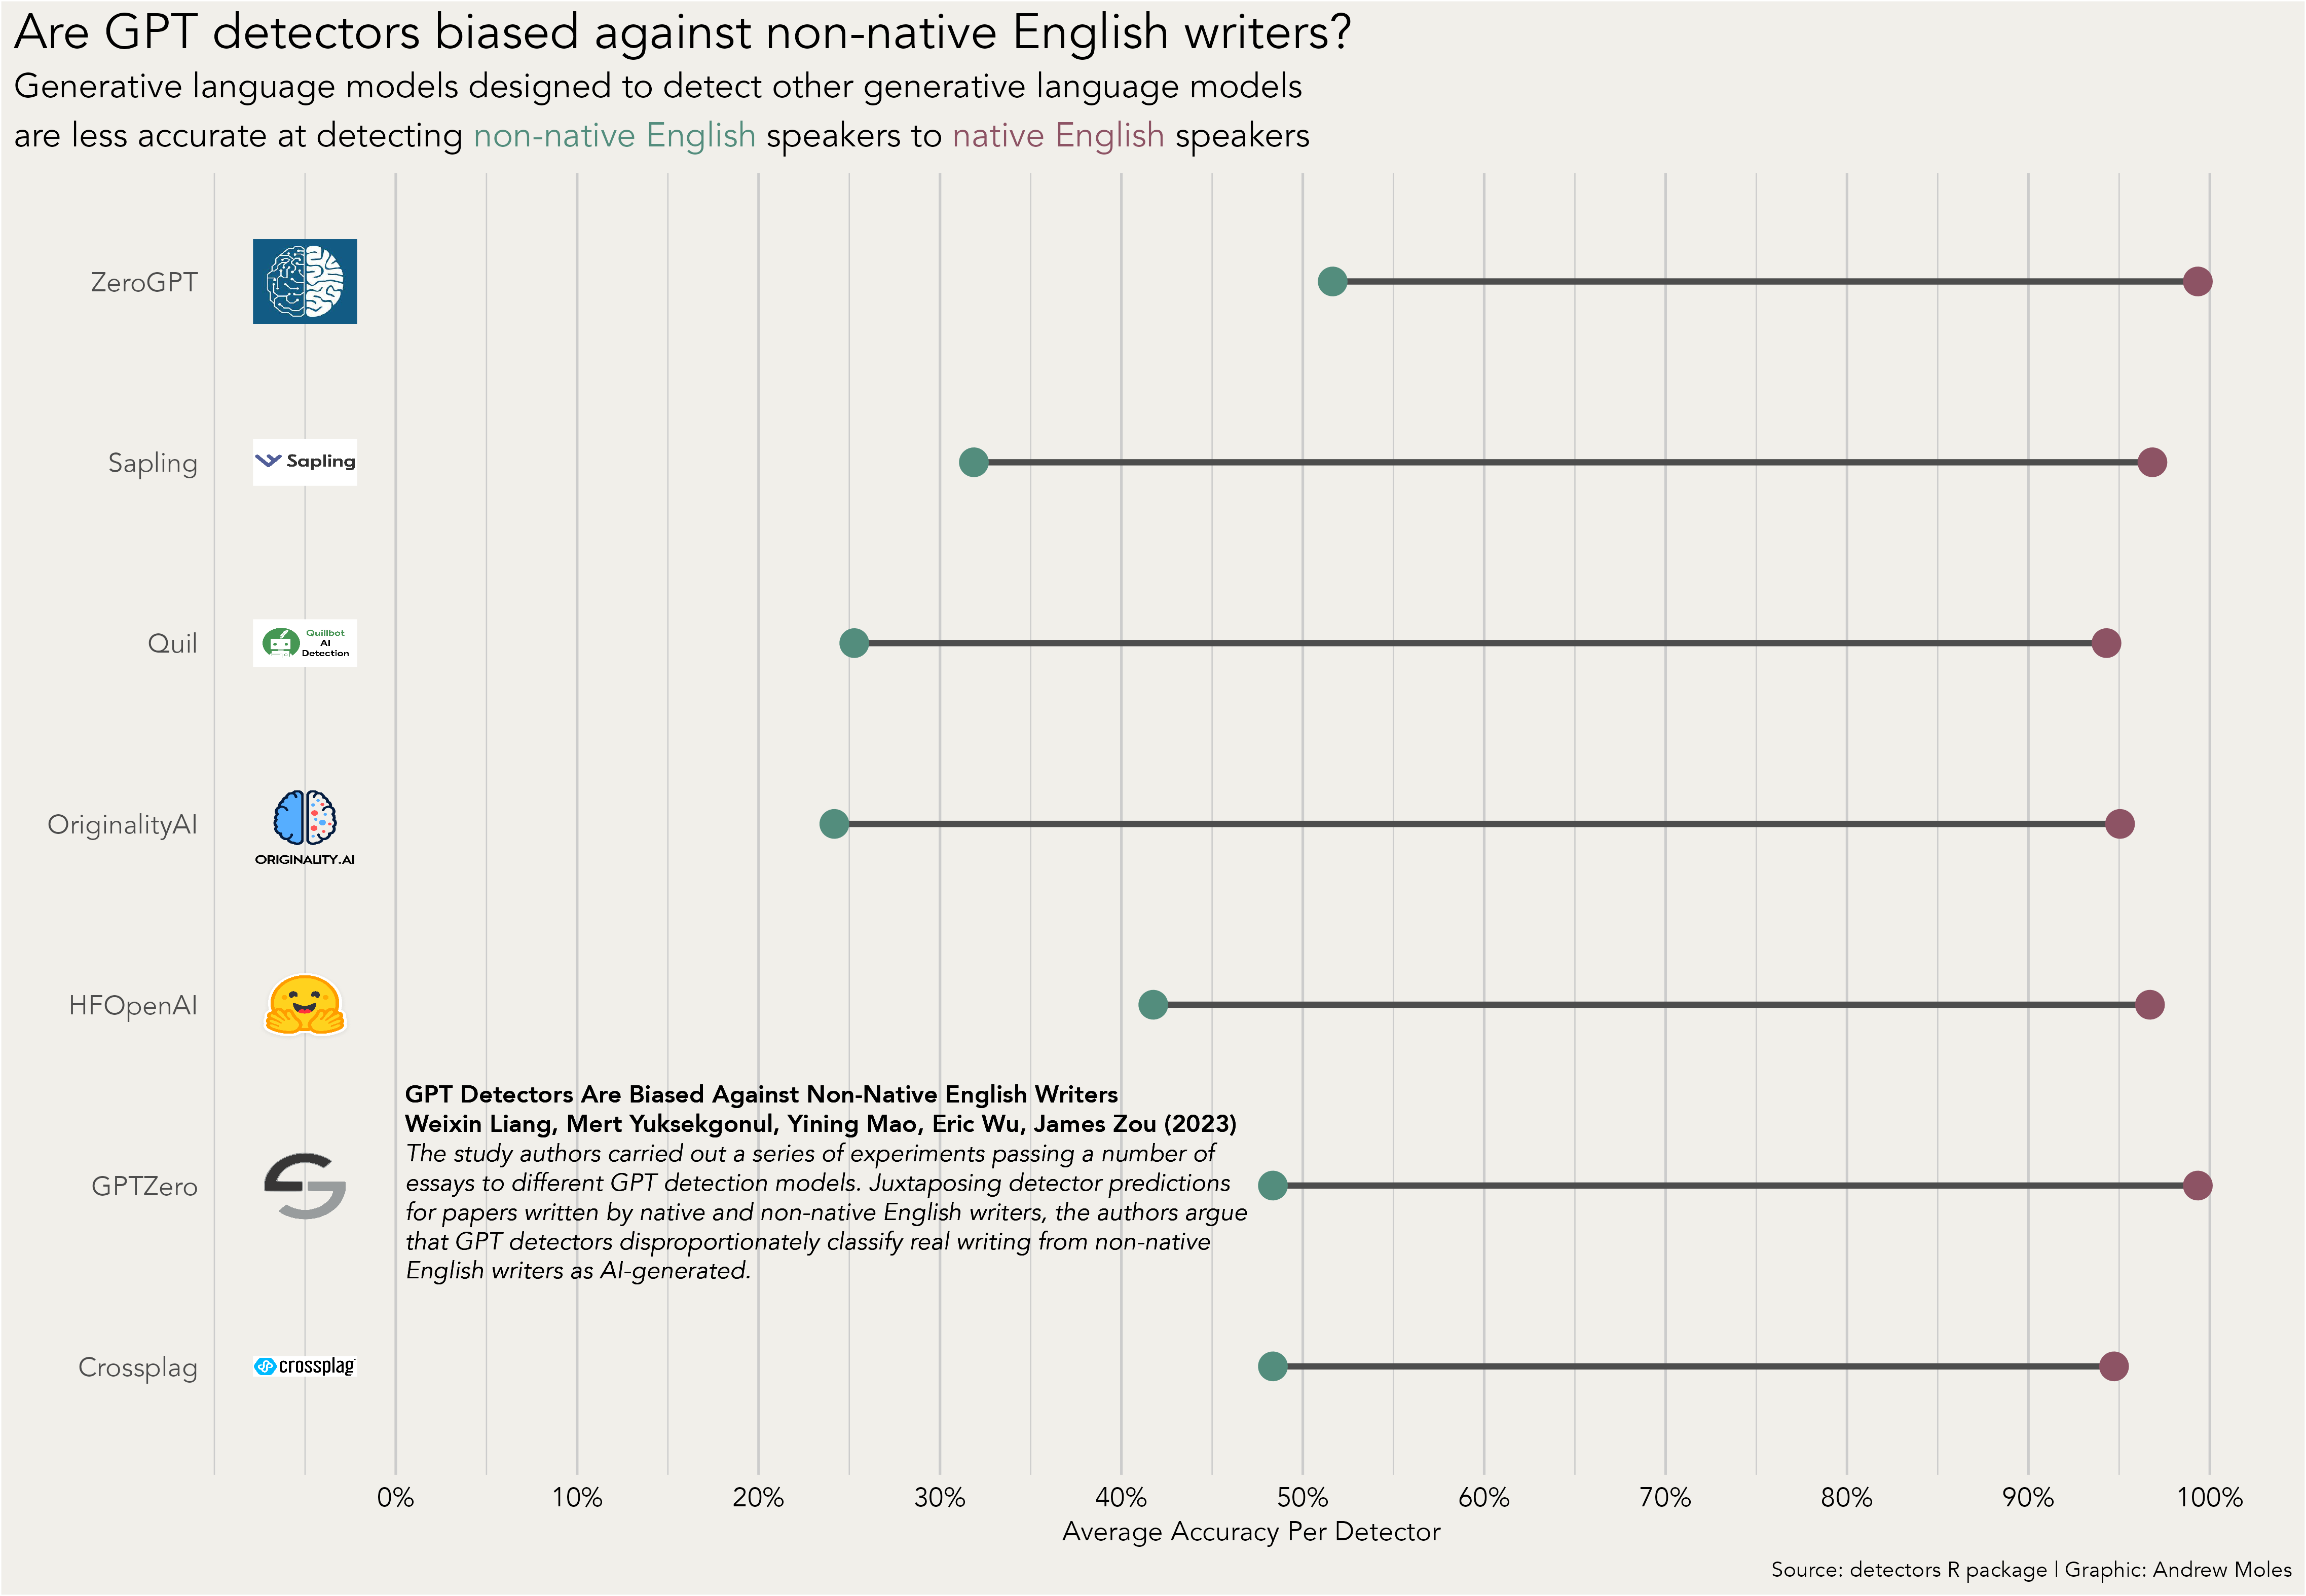 Are GPT detectors biased against non-native English writers?
Generative language models designed to detect other generative language models
are less accurate at detecting non-native English speakers to native English speakers
ZeroGPT
Sapling
Sapling
Quil
Quillbot
AI
Detection
OriginalityAI
ORIGINALITY.AI
HFOpenAI
GPT Detectors Are Biased Against Non-Native English Writers
Weixin Liang, Mert Yuksekgonul, Yining Mao, Eric Wu, James Zou (2023)
The study authors carried out a series of experiments passing a number of
essays to different GPT detection models. Juxtaposing detector predictions
for papers written by native and non-native English writers, the authors argue
that GPT detectors disproportionately classify real writing from non-native
English writers as AI-generated.
GPTZero
Crossplag
crossplag
0% 10% 20% 30% 40% 50% 60% 70% 80% 90% 100%
Average Accuracy Per Detector
Source: detectors R package | Graphic: Andrew Moles